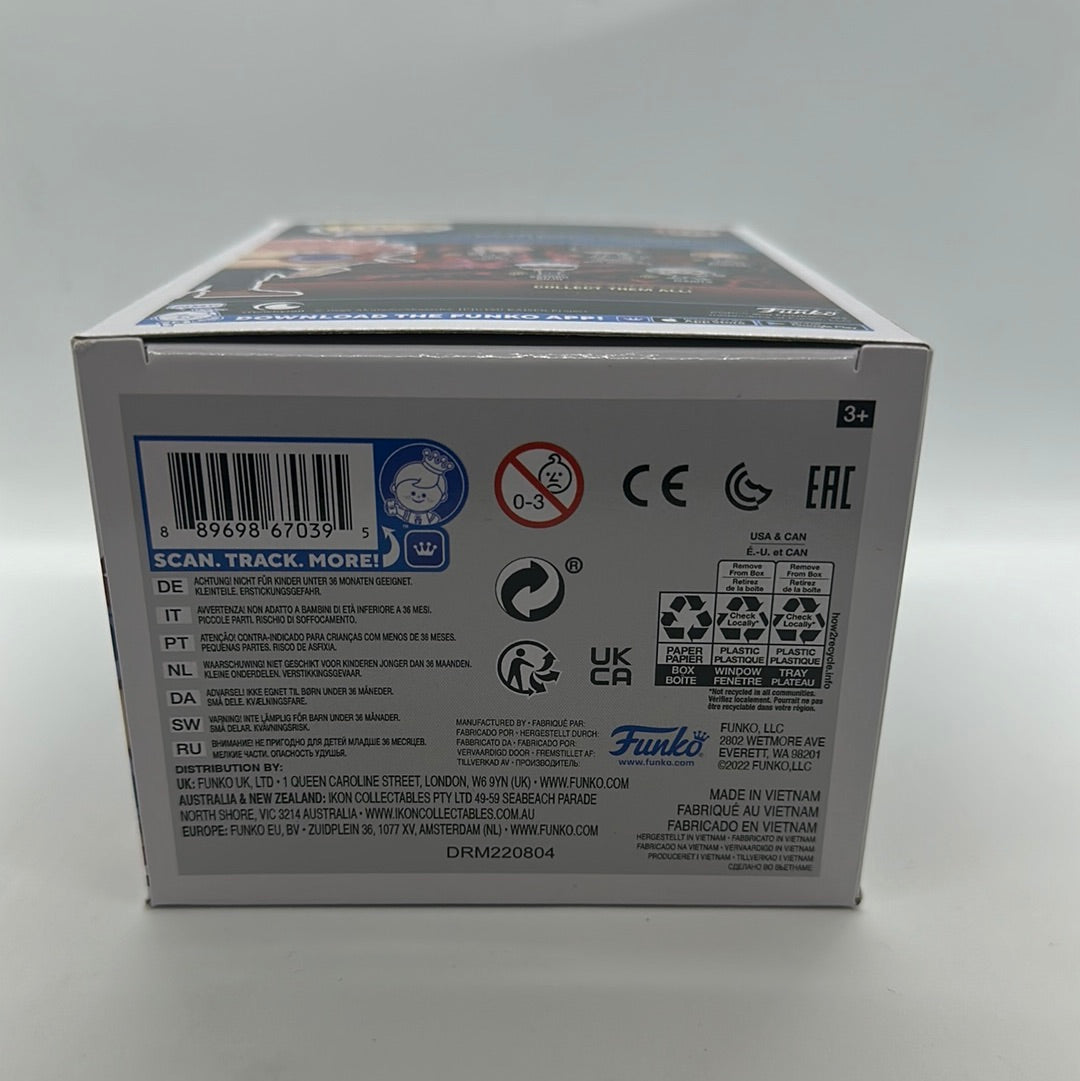 COLLECT THEM ALL!
Funko
DOWNLOAD THE FUNKO APP!
3+
8 89698 67039 5
SCAN. TRACK. MORE!
™
0-3
CE
EAC
®
UK
CA
USA & CAN
É.-U. et CAN
Remove
From Box
Retirez
de la boîte
Remove
From Box
Retirez
de la boîte
Check
Locally*
Check
Locally*
PAPER
PAPIER
BOX
BOÎTE
PLASTIC
PLASTIQUE
WINDOW
FENÊTRE
PLASTIC
PLASTIQUE
TRAY
PLATEAU
how2recycle.info
*Not recycled in all communities.
Vérifiez localement. Pourrait ne pas
être recyclable dans votre région.
DE ACHTUNG! NICHT FÜR KINDER UNTER 36 MONATEN GEEIGNET.
KLEINTEILE. ERSTICKUNGSGEFAHR.
IT AVVERTENZA! NON ADATTO A BAMBINI DI ETÀ INFERIORE A 36 MESI.
PICCOLE PARTI. RISCHIO DI SOFFOCAMENTO.
PT ATENÇÃO! CONTRA-INDICADO PARA CRIANÇAS COM MENOS DE 36 MESES.
PEQUENAS PARTES. RISCO DE ASFIXIA.
NL WAARSCHUWING! NIET GESCHIKT VOOR KINDEREN JONGER DAN 36 MAANDEN.
KLEINE ONDERDELEN. VERSTIKKINGSGEVAAR.
DA ADVARSEL! IKKE EGNET TIL BØRN UNDER 36 MÅNEDER.
SMÅ DELE. KVÆLNINGSFARE.
SW VARNING! INTE LÄMPLIG FÖR BARN UNDER 36 MÅNADER.
SMÅ DELAR. KVÄVNINGSRISK.
RU ВНИМАНИЕ! НЕ ПРИГОДНО ДЛЯ ДЕТЕЙ МЛАДШЕ 36 МЕСЯЦЕВ.
МЕЛКИЕ ЧАСТИ. ОПАСНОСТЬ УДУШЬЯ.
MANUFACTURED BY • FABRIQUÉ PAR:
FABRICADO POR • HERGESTELLT DURCH:
FABBRICATO DA • FABRICADO POR:
VERVAARDIGD DOOR • FREMSTILLET AF:
TILLVERKAD AV • ПРОИЗВОДИТЕЛЬ:
Funko
www.funko.com
FUNKO, LLC
2802 WETMORE AVE
EVERETT, WA 98201
©2022 FUNKO,LLC
DISTRIBUTION BY:
UK: FUNKO UK, LTD • 1 QUEEN CAROLINE STREET, LONDON, W6 9YN (UK) • WWW.FUNKO.COM
AUSTRALIA & NEW ZEALAND: IKON COLLECTABLES PTY LTD 49-59 SEABEACH PARADE
NORTH SHORE, VIC 3214 AUSTRALIA • WWW.IKONCOLLECTABLES.COM.AU
EUROPE: FUNKO EU, BV • ZUIDPLEIN 36, 1077 XV, AMSTERDAM (NL) • WWW.FUNKO.COM
DRM220804
MADE IN VIETNAM
FABRIQUÉ AU VIETNAM
FABRICADO EN VIETNAM
HERGESTELLT IN VIETNAM • FABBRICATO IN VIETNAM
FABRICADO NA VIETNAM • VERVAARDIGD IN VIETNAM
PRODUCERET I VIETNAM • TILLVERKAD I VIETNAM
СДЕЛАНО ВО ВЬЕТНАМЕ